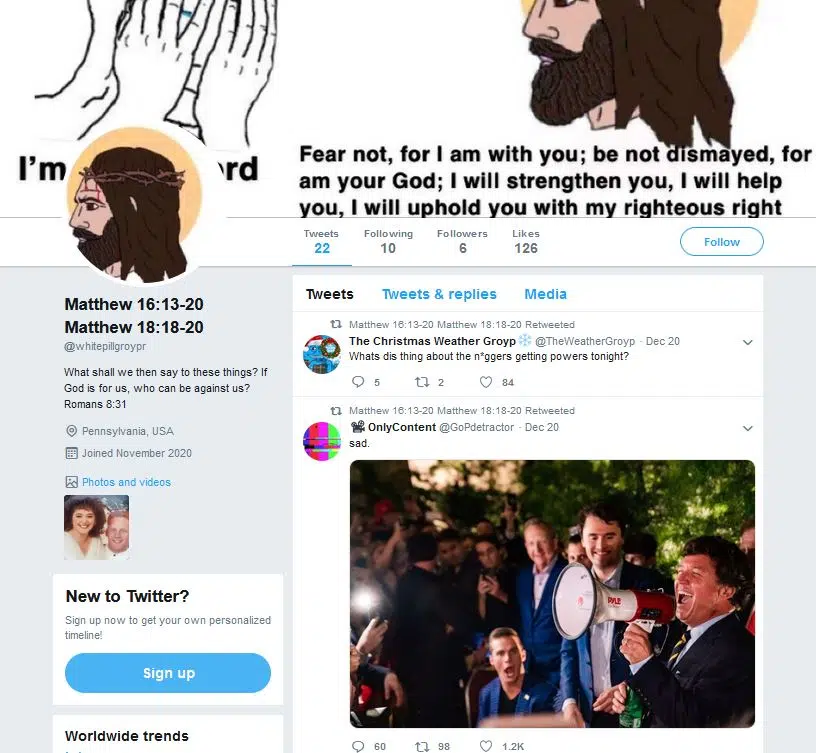 I'm
rd
Fear not, for I am with you; be not dismayed, for
am your God; I will strengthen you, I will help
you, I will uphold you with my righteous right
Tweets
22
Following
10
Followers
6
Likes
126
Follow
Matthew 16:13-20
Matthew 18:18-20
@whitepillgroypr
What shall we then say to these things? If
God is for us, who can be against us?
Romans 8:31
Pennsylvania, USA
Joined November 2020
Photos and videos
New to Twitter?
Sign up now to get your own personalized
timeline!
Sign up
Worldwide trends
Tweets Tweets & replies Media
Matthew 16:13-20 Matthew 18:18-20 Retweeted
The Christmas Weather Groyp❄️ @TheWeatherGroyp · Dec 20
Whats dis thing about the n*ggers getting powers tonight?
5 2 84
Matthew 16:13-20 Matthew 18:18-20 Retweeted
OnlyContent @GoPdetractor · Dec 20
sad.
PYLE
60 98 1.2K